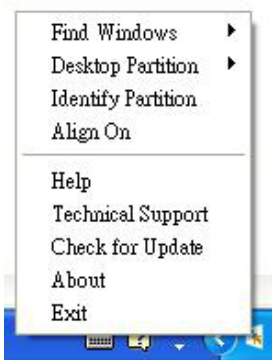 Find Windows
Desktop Partition
Identify Partition
Align On
Help
Technical Support
Check for Update
About
Exit